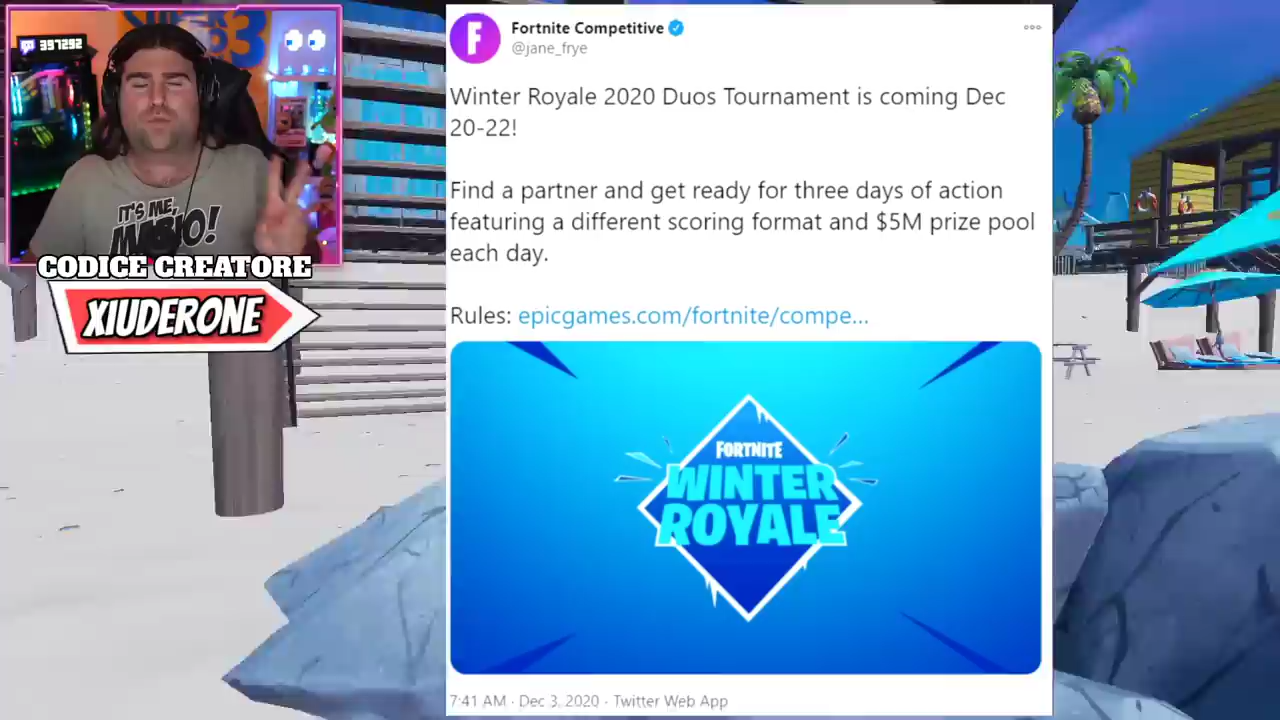 397292
IT'S ME,
MARIO!
CODICE CREATORE
XIUDERONE
Fortnite Competitive
@jane_frye
Winter Royale 2020 Duos Tournament is coming Dec
20-22!
Find a partner and get ready for three days of action
featuring a different scoring format and $5M prize pool
each day.
Rules: epicgames.com/fortnite/compe...
FORTNITE
WINTER
ROYALE
7:41 AM · Dec 3, 2020 · Twitter Web App